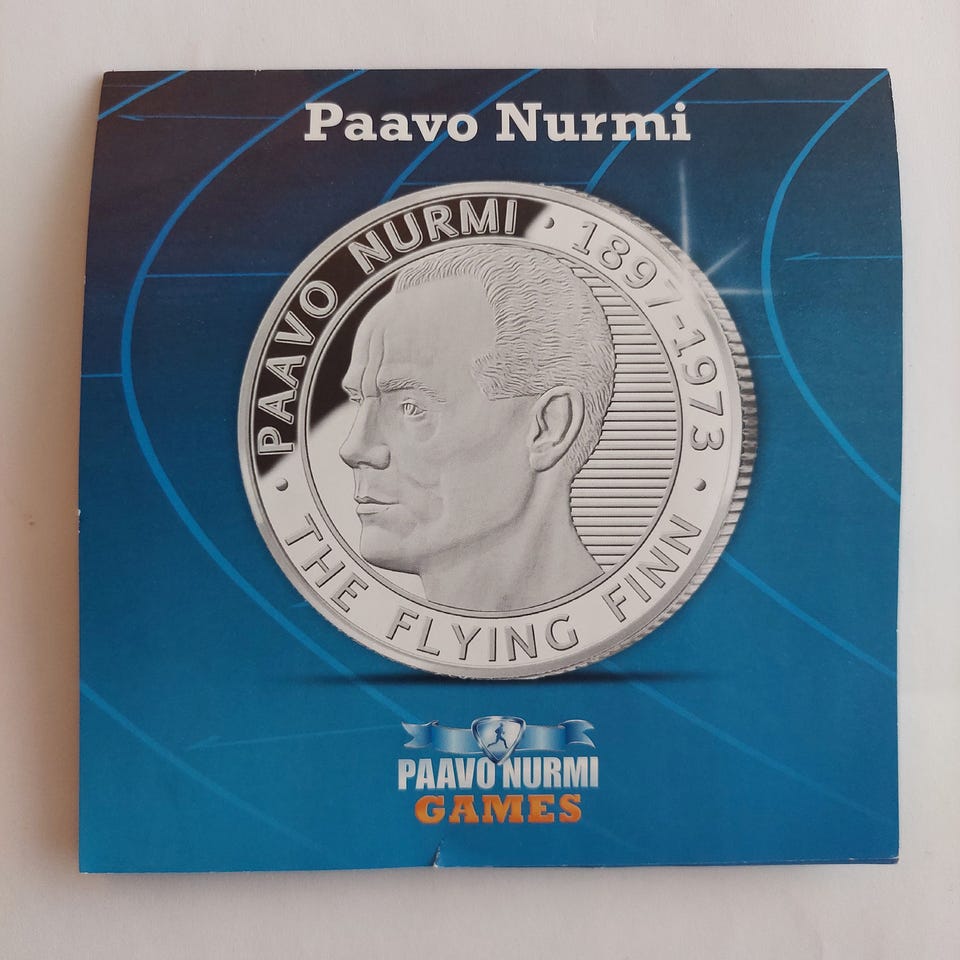 Paavo Nurmi
• PAAVO NURMI • 1897-1973 •
THE FLYING FINN
PAAVO NURMI
GAMES